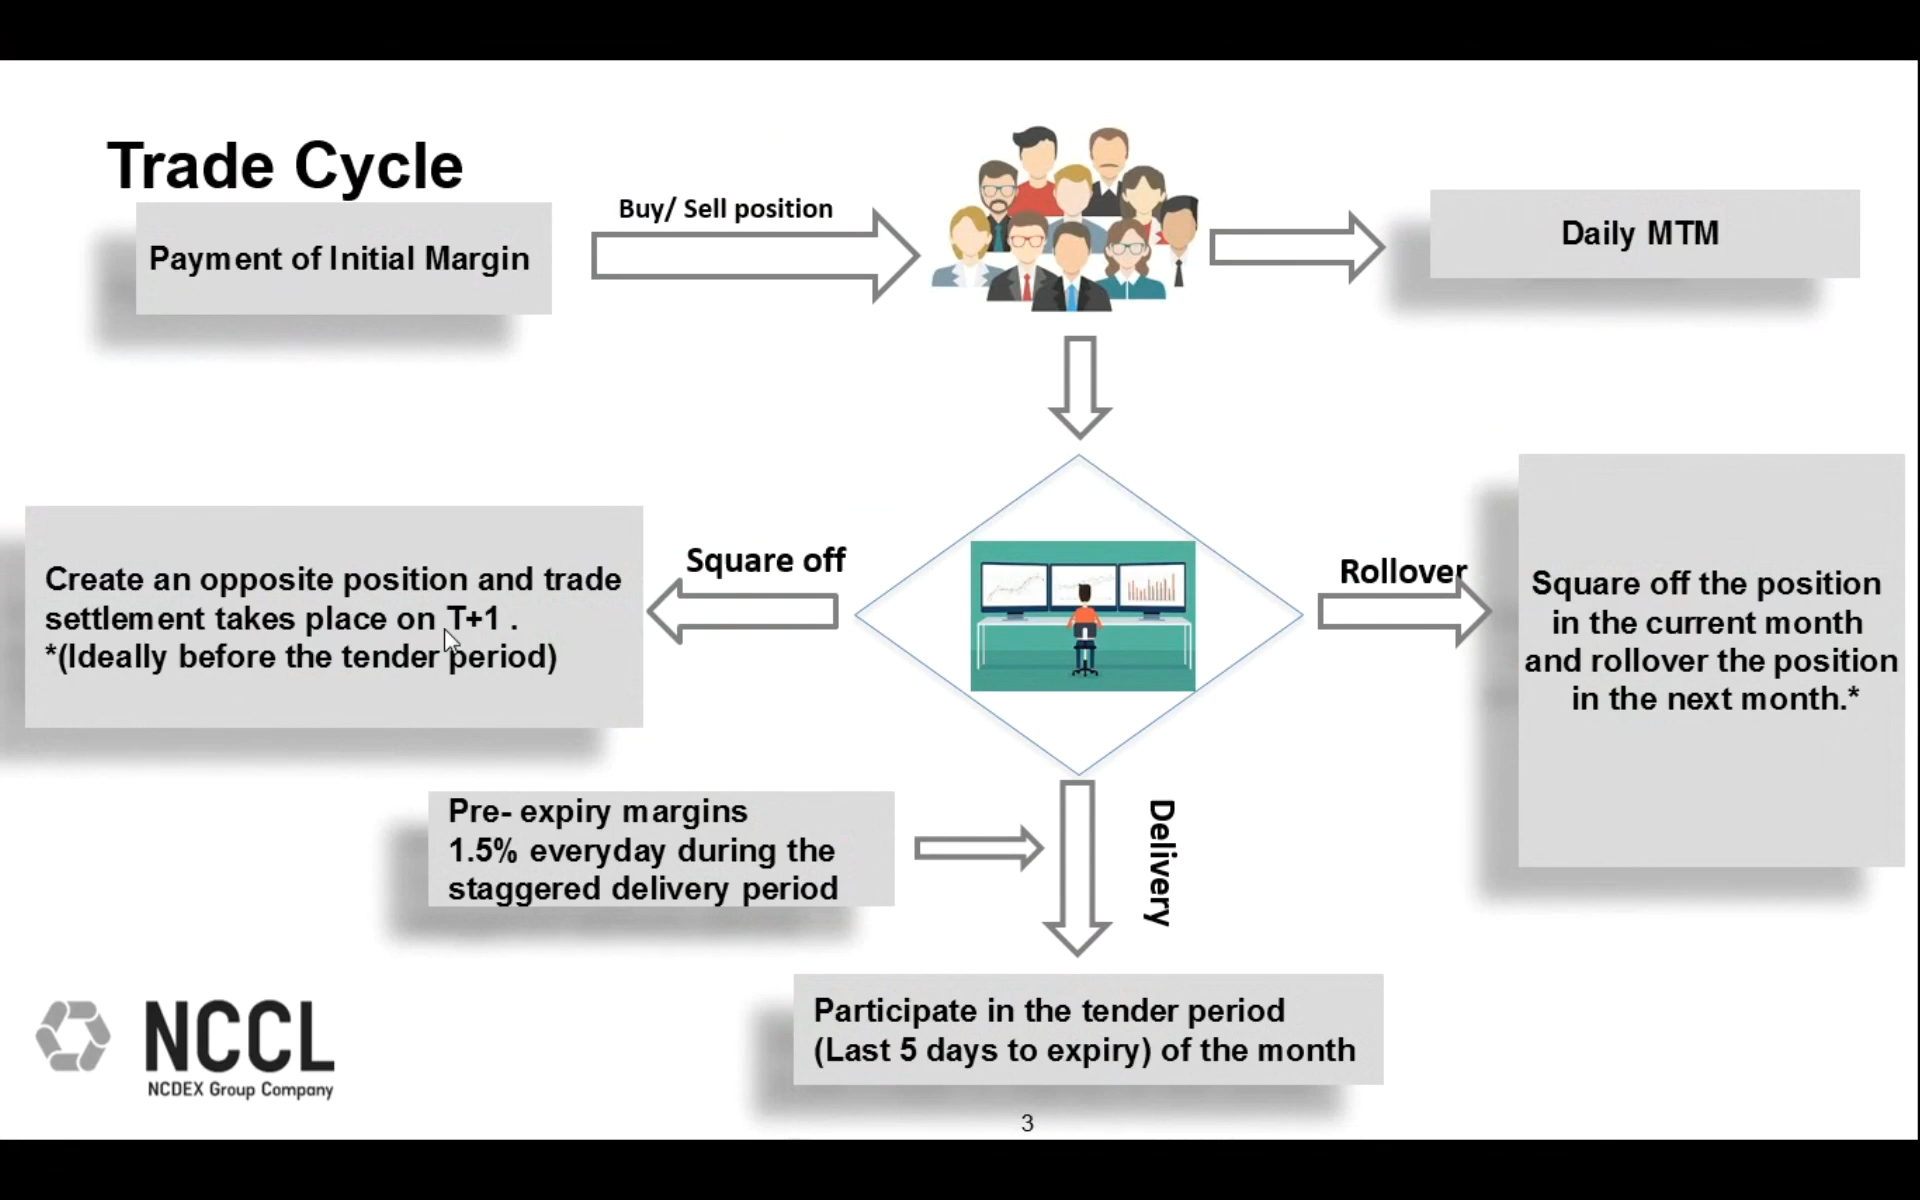 Trade Cycle
Payment of Initial Margin
Buy/ Sell position
Daily MTM
Square off
Create an opposite position and trade
settlement takes place on T+1 .
*(Ideally before the tender period)
Rollover
Square off the position
in the current month
and rollover the position
in the next month.*
Pre- expiry margins
1.5% everyday during the
staggered delivery period
Delivery
Participate in the tender period
(Last 5 days to expiry) of the month
NCCL
NCDEX Group Company
3